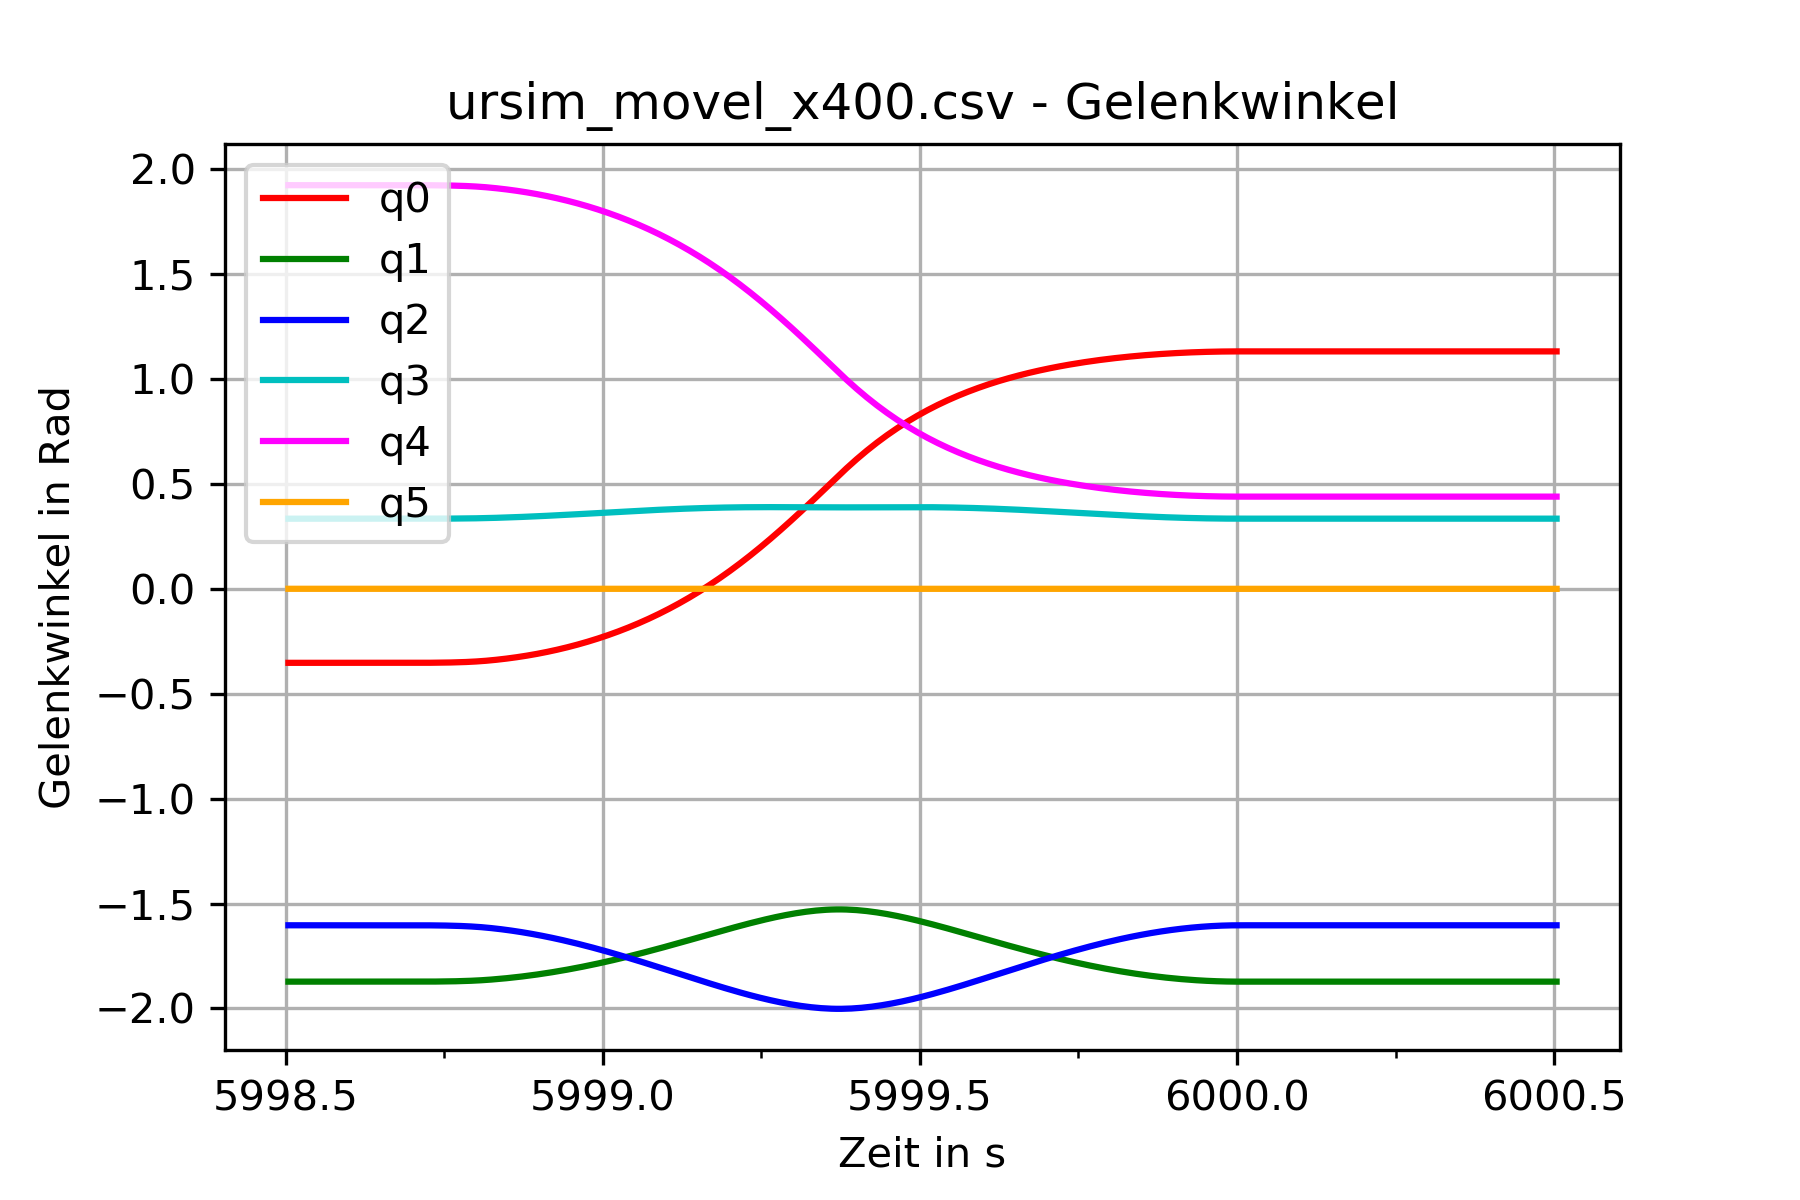 ursim_movel_x400.csv - Gelenkwinkel
Gelenkwinkel in Rad
2.0
1.5
1.0
0.5
0.0
−0.5
−1.0
−1.5
−2.0
q0
q1
q2
q3
q4
q5
5998.5 5999.0 5999.5 6000.0 6000.5
Zeit in s